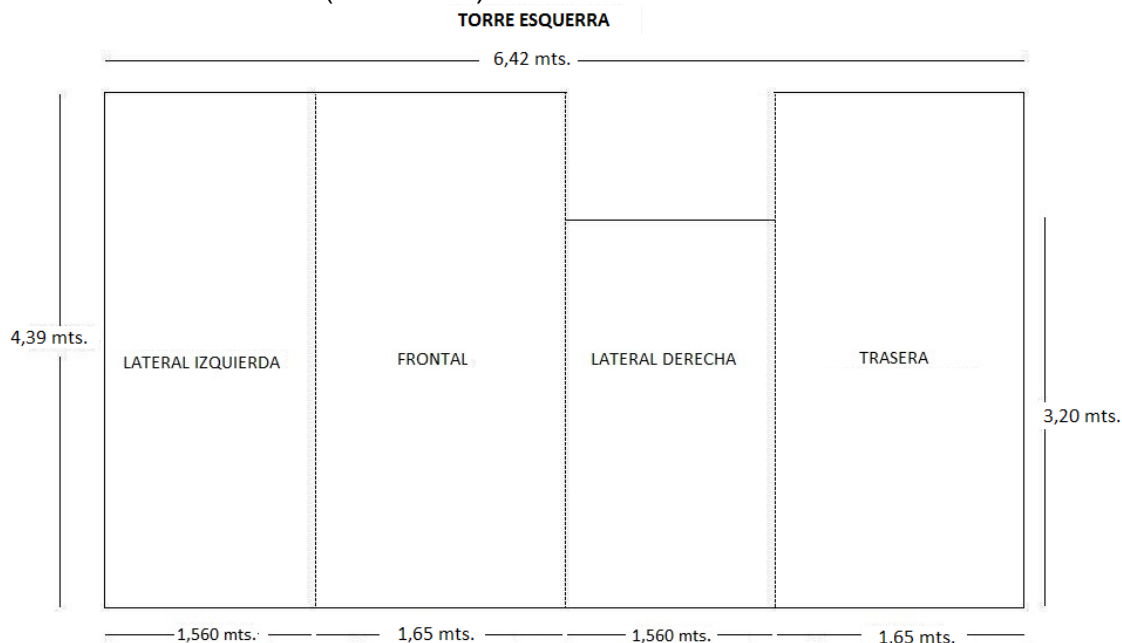 TORRE ESQUERRA
6,42 mts.
4,39 mts.
LATERAL IZQUIERDA
FRONTAL
LATERAL DERECHA
TRASERA
3,20 mts.
1,560 mts.
1,65 mts.
1,560 mts.
1,65 mts.